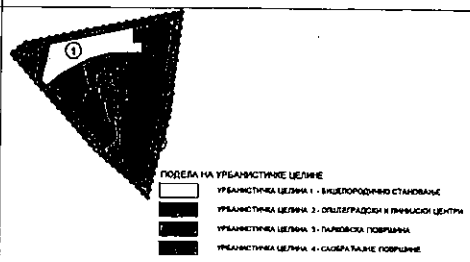 1
ПОДЕЛА НА УРБАНИСТИЧКЕ ЦЕЛИНЕ
УРБАНИСТИЧКА ЦЕЛИНА 1 - ВИШЕПОРОДИЧНО СТАНОВАЊЕ
УРБАНИСТИЧКА ЦЕЛИНА 2 - ОПШТЕГРАДСКИ И ЛИНИЈСКИ ЦЕНТРИ
УРБАНИСТИЧКА ЦЕЛИНА 3 - ПАРКОВСКА ПОВРШИНА
УРБАНИСТИЧКА ЦЕЛИНА 4 - САОБРАЋАЈНЕ ПОВРШИНЕ